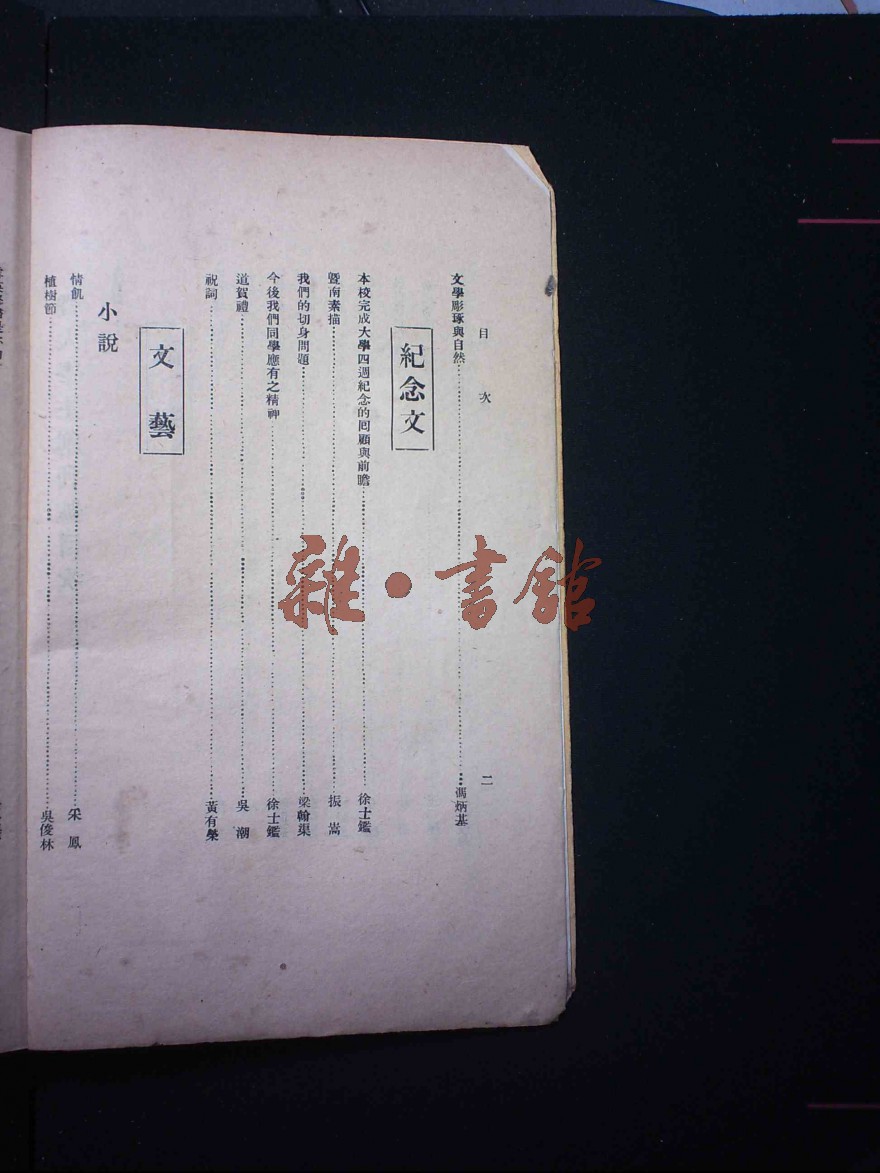 目次
二
文學彫琢與自然……馮炳基
紀念文
本校完成大學四週紀念的囘顧與前瞻……徐士鑑
暨南素描……振嵩
我們的切身問題……梁翰渠
今後我們同學應有之精神……徐士鑑
道賀禮……吳潮
祝詞……黃有榮
文藝
小說
情飢……采鳳
植樹節……吳俊林
雜·書館